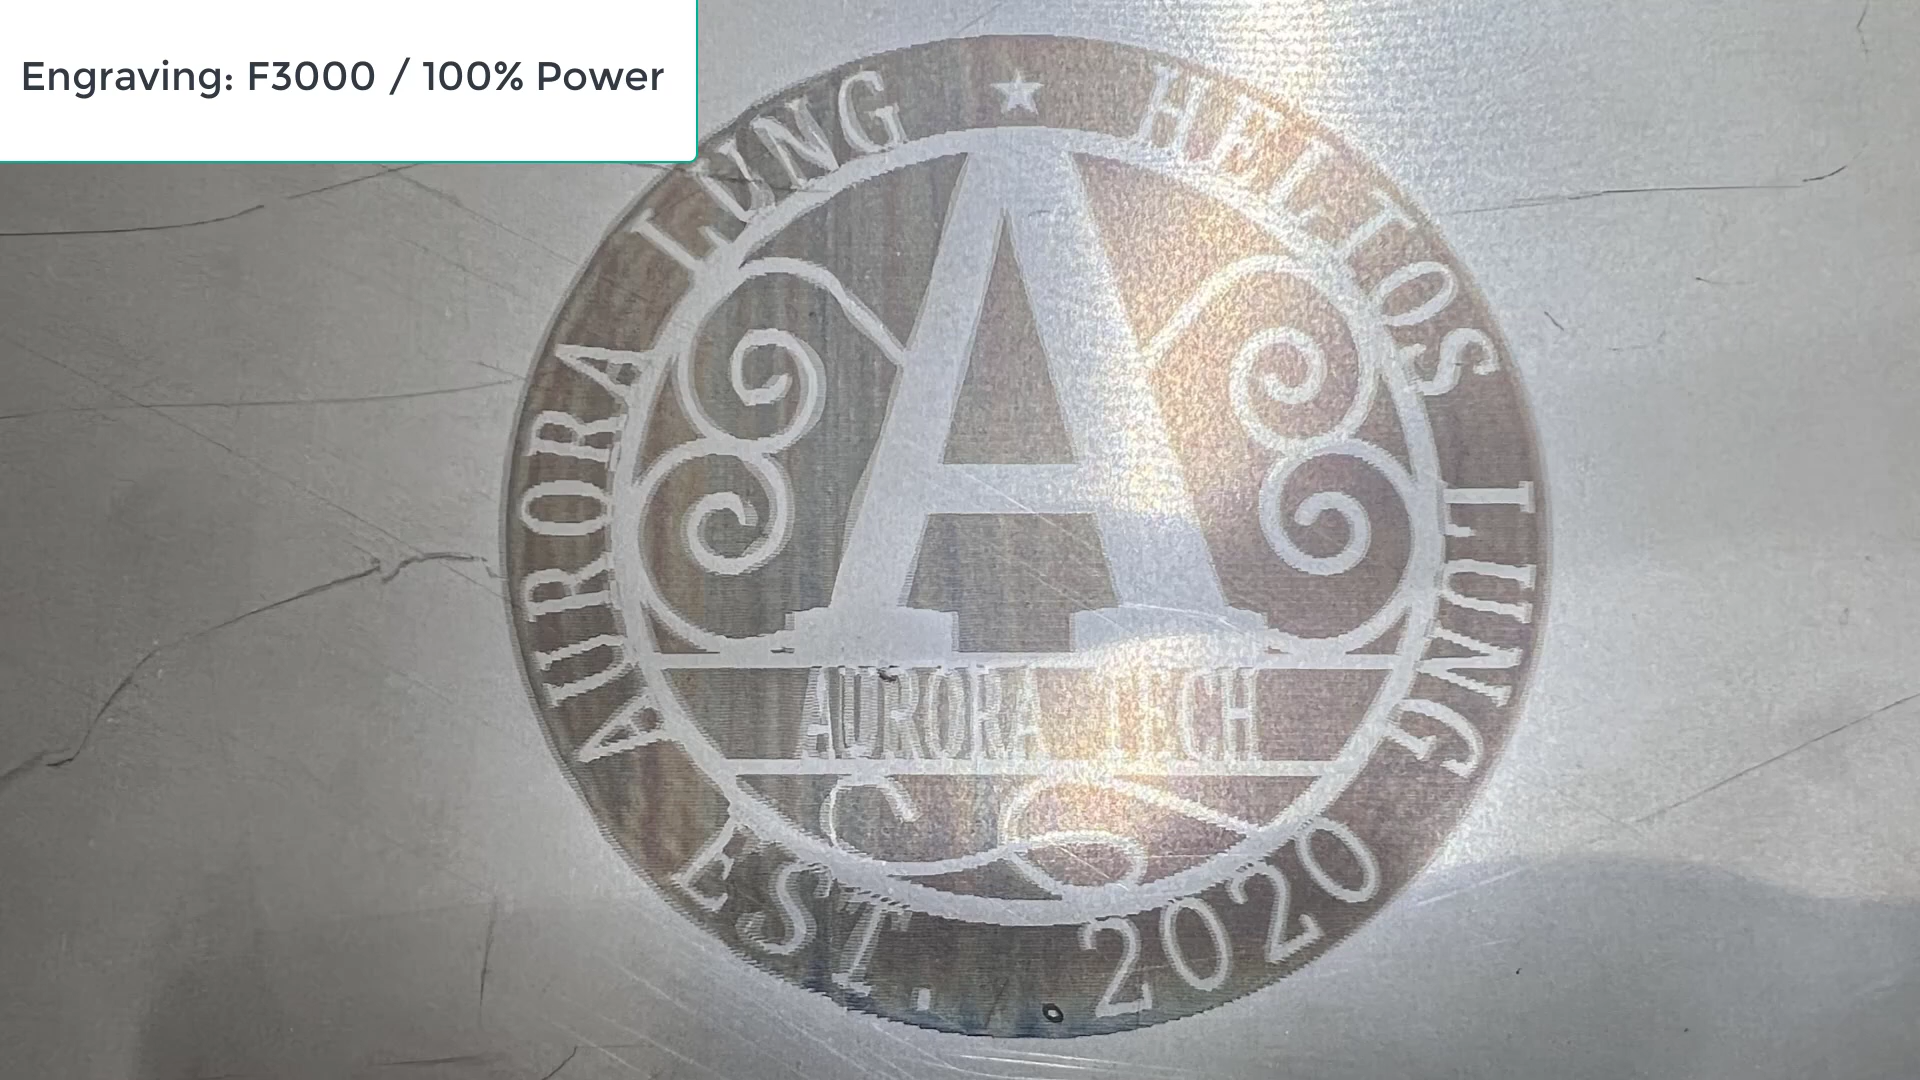 Engraving: F3000 / 100% Power
AURORA LUNG ★ HELIOS LUNG
A
AURORA TECH
EST. 2020